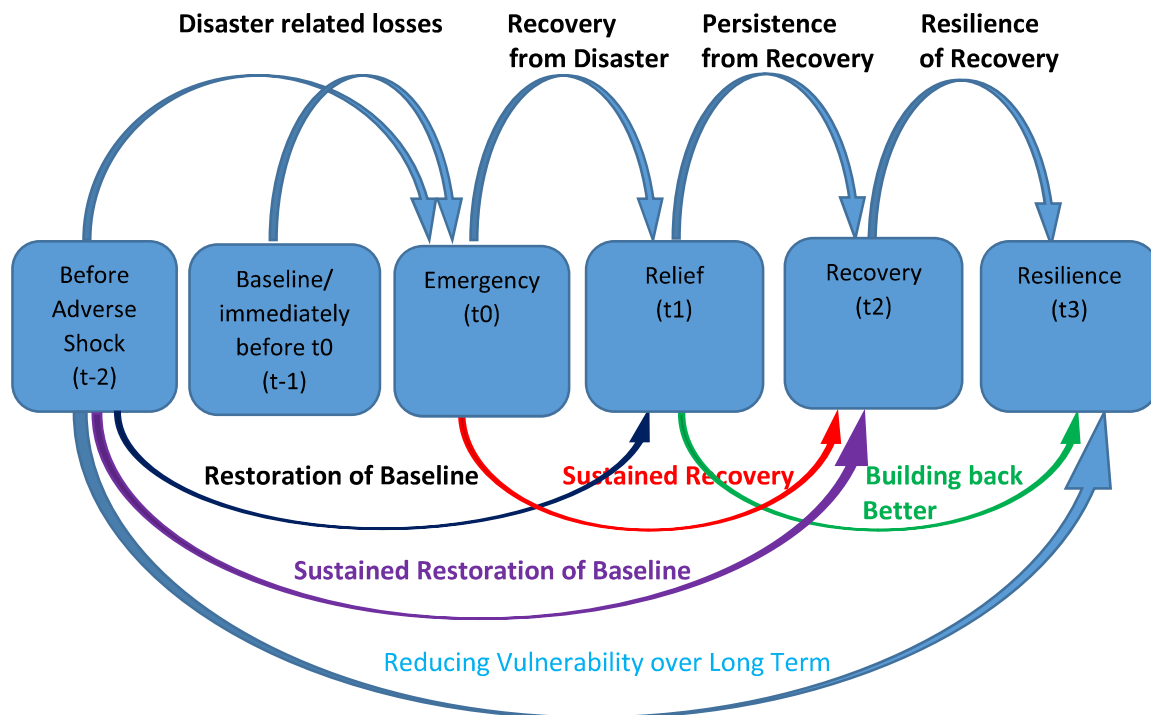 Disaster related losses
Recovery
from Disaster
Persistence
from Recovery
Resilience
of Recovery
Before
Adverse
Shock
(t-2)
Baseline/
immediately
before t0
(t-1)
Emergency
(t0)
Relief
(t1)
Recovery
(t2)
Resilience
(t3)
Restoration of Baseline
Sustained Recovery
Building back
Better
Sustained Restoration of Baseline
Reducing Vulnerability over Long Term